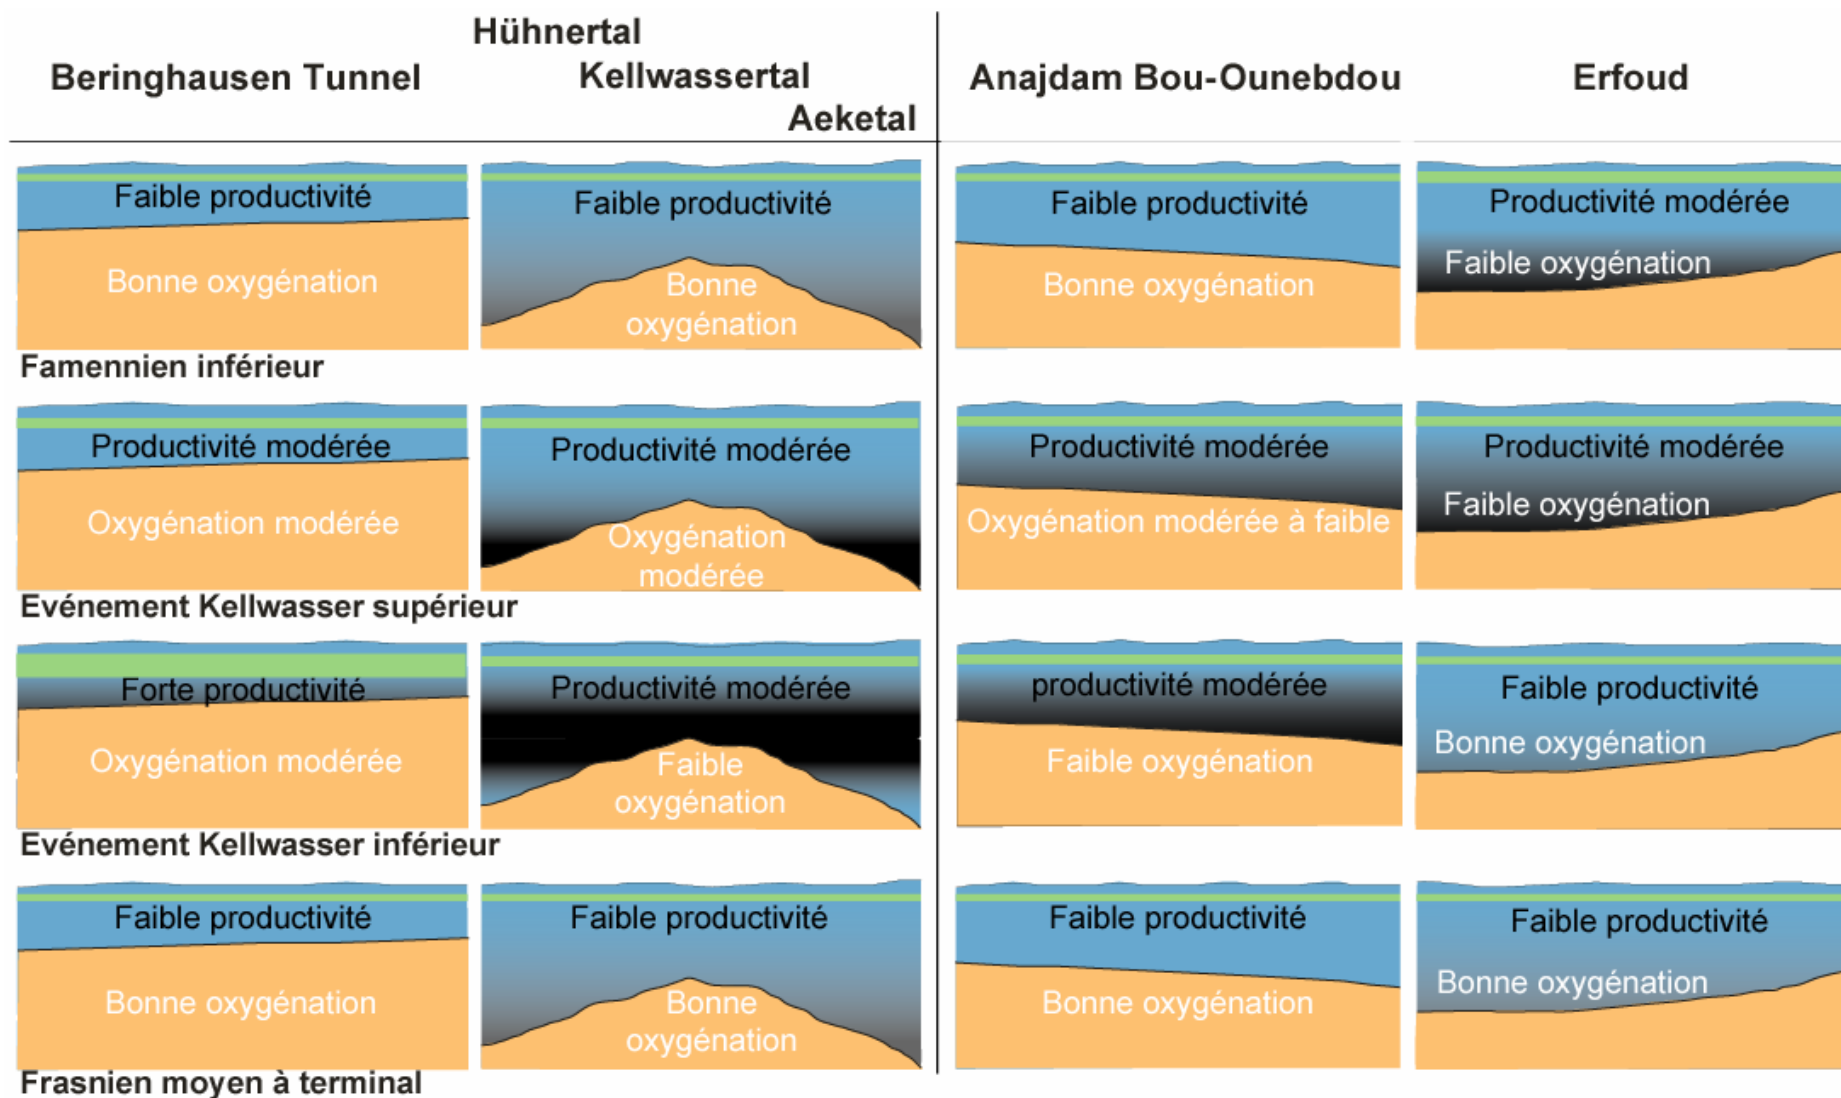 Hühnertal
Beringhausen Tunnel
Kellwassertal
Aeketal
Anajdam Bou-Ounebdou
Erfoud
Faible productivité
Bonne oxygénation
Faible productivité
Bonne
oxygénation
Faible productivité
Bonne oxygénation
Productivité modérée
Faible oxygénation
Famennien inférieur
Productivité modérée
Oxygénation modérée
Productivité modérée
Oxygénation
modérée
Productivité modérée
Oxygénation modérée à faible
Productivité modérée
Faible oxygénation
Evénement Kellwasser supérieur
Forte productivité
Oxygénation modérée
Productivité modérée
Faible
oxygénation
productivité modérée
Faible oxygénation
Faible productivité
Bonne oxygénation
Evénement Kellwasser inférieur
Faible productivité
Bonne oxygénation
Faible productivité
Bonne
oxygénation
Faible productivité
Bonne oxygénation
Faible productivité
Bonne oxygénation
Frasnien moyen à terminal